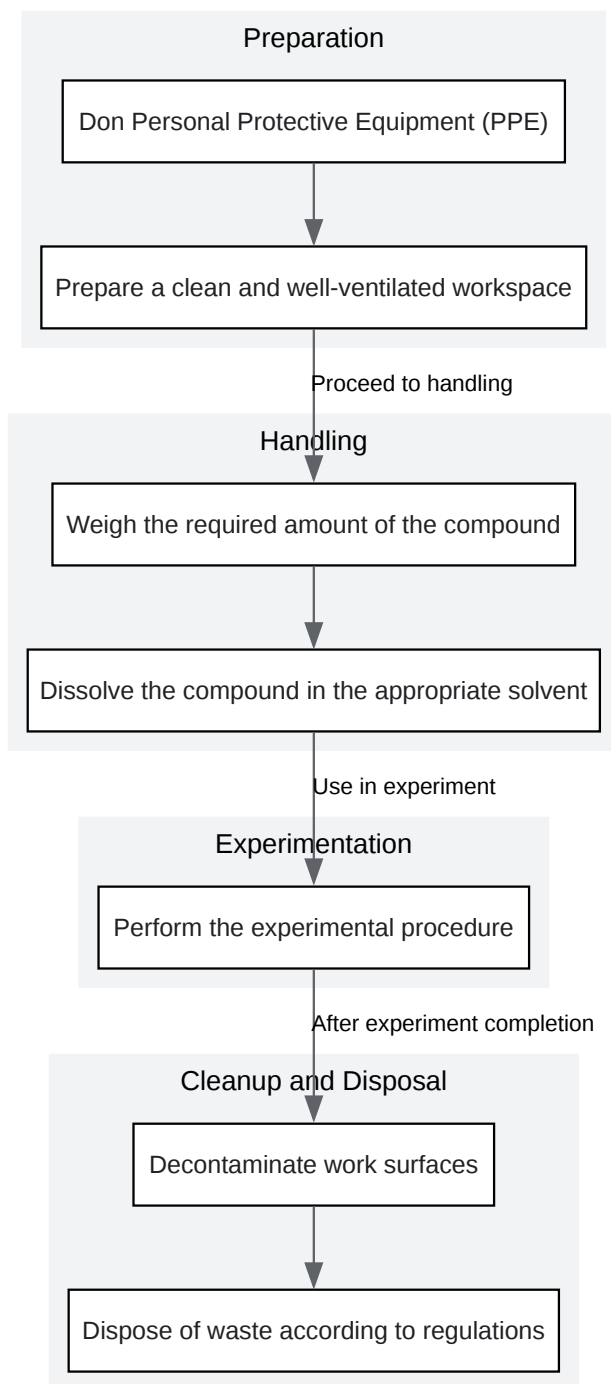 Preparation
Don Personal Protective Equipment (PPE)
Prepare a clean and well-ventilated workspace
Proceed to handling
Handling
Weigh the required amount of the compound
Dissolve the compound in the appropriate solvent
Use in experiment
Experimentation
Perform the experimental procedure
After experiment completion
Cleanup and Disposal
Decontaminate work surfaces
Dispose of waste according to regulations